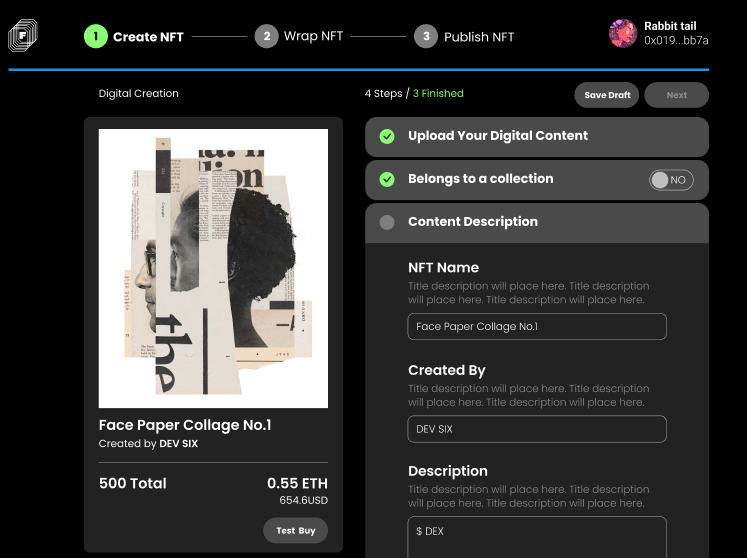 F
1 Create NFT
2 Wrap NFT
3 Publish NFT
Rabbit tail
0x019...bb7a
Digital Creation
4 Steps / 3 Finished
Save Draft
Next
the
Face Paper Collage No.1
Created by DEV SIX
500 Total
0.55 ETH
654.6USD
Test Buy
Upload Your Digital Content
Belongs to a collection
NO
Content Description
NFT Name
Title description will place here. Title description
will place here. Title description will place here.
Face Paper Collage No.1
Created By
Title description will place here. Title description
will place here. Title description will place here.
DEV SIX
Description
Title description will place here. Title description
will place here. Title description will place here.
$ DEX